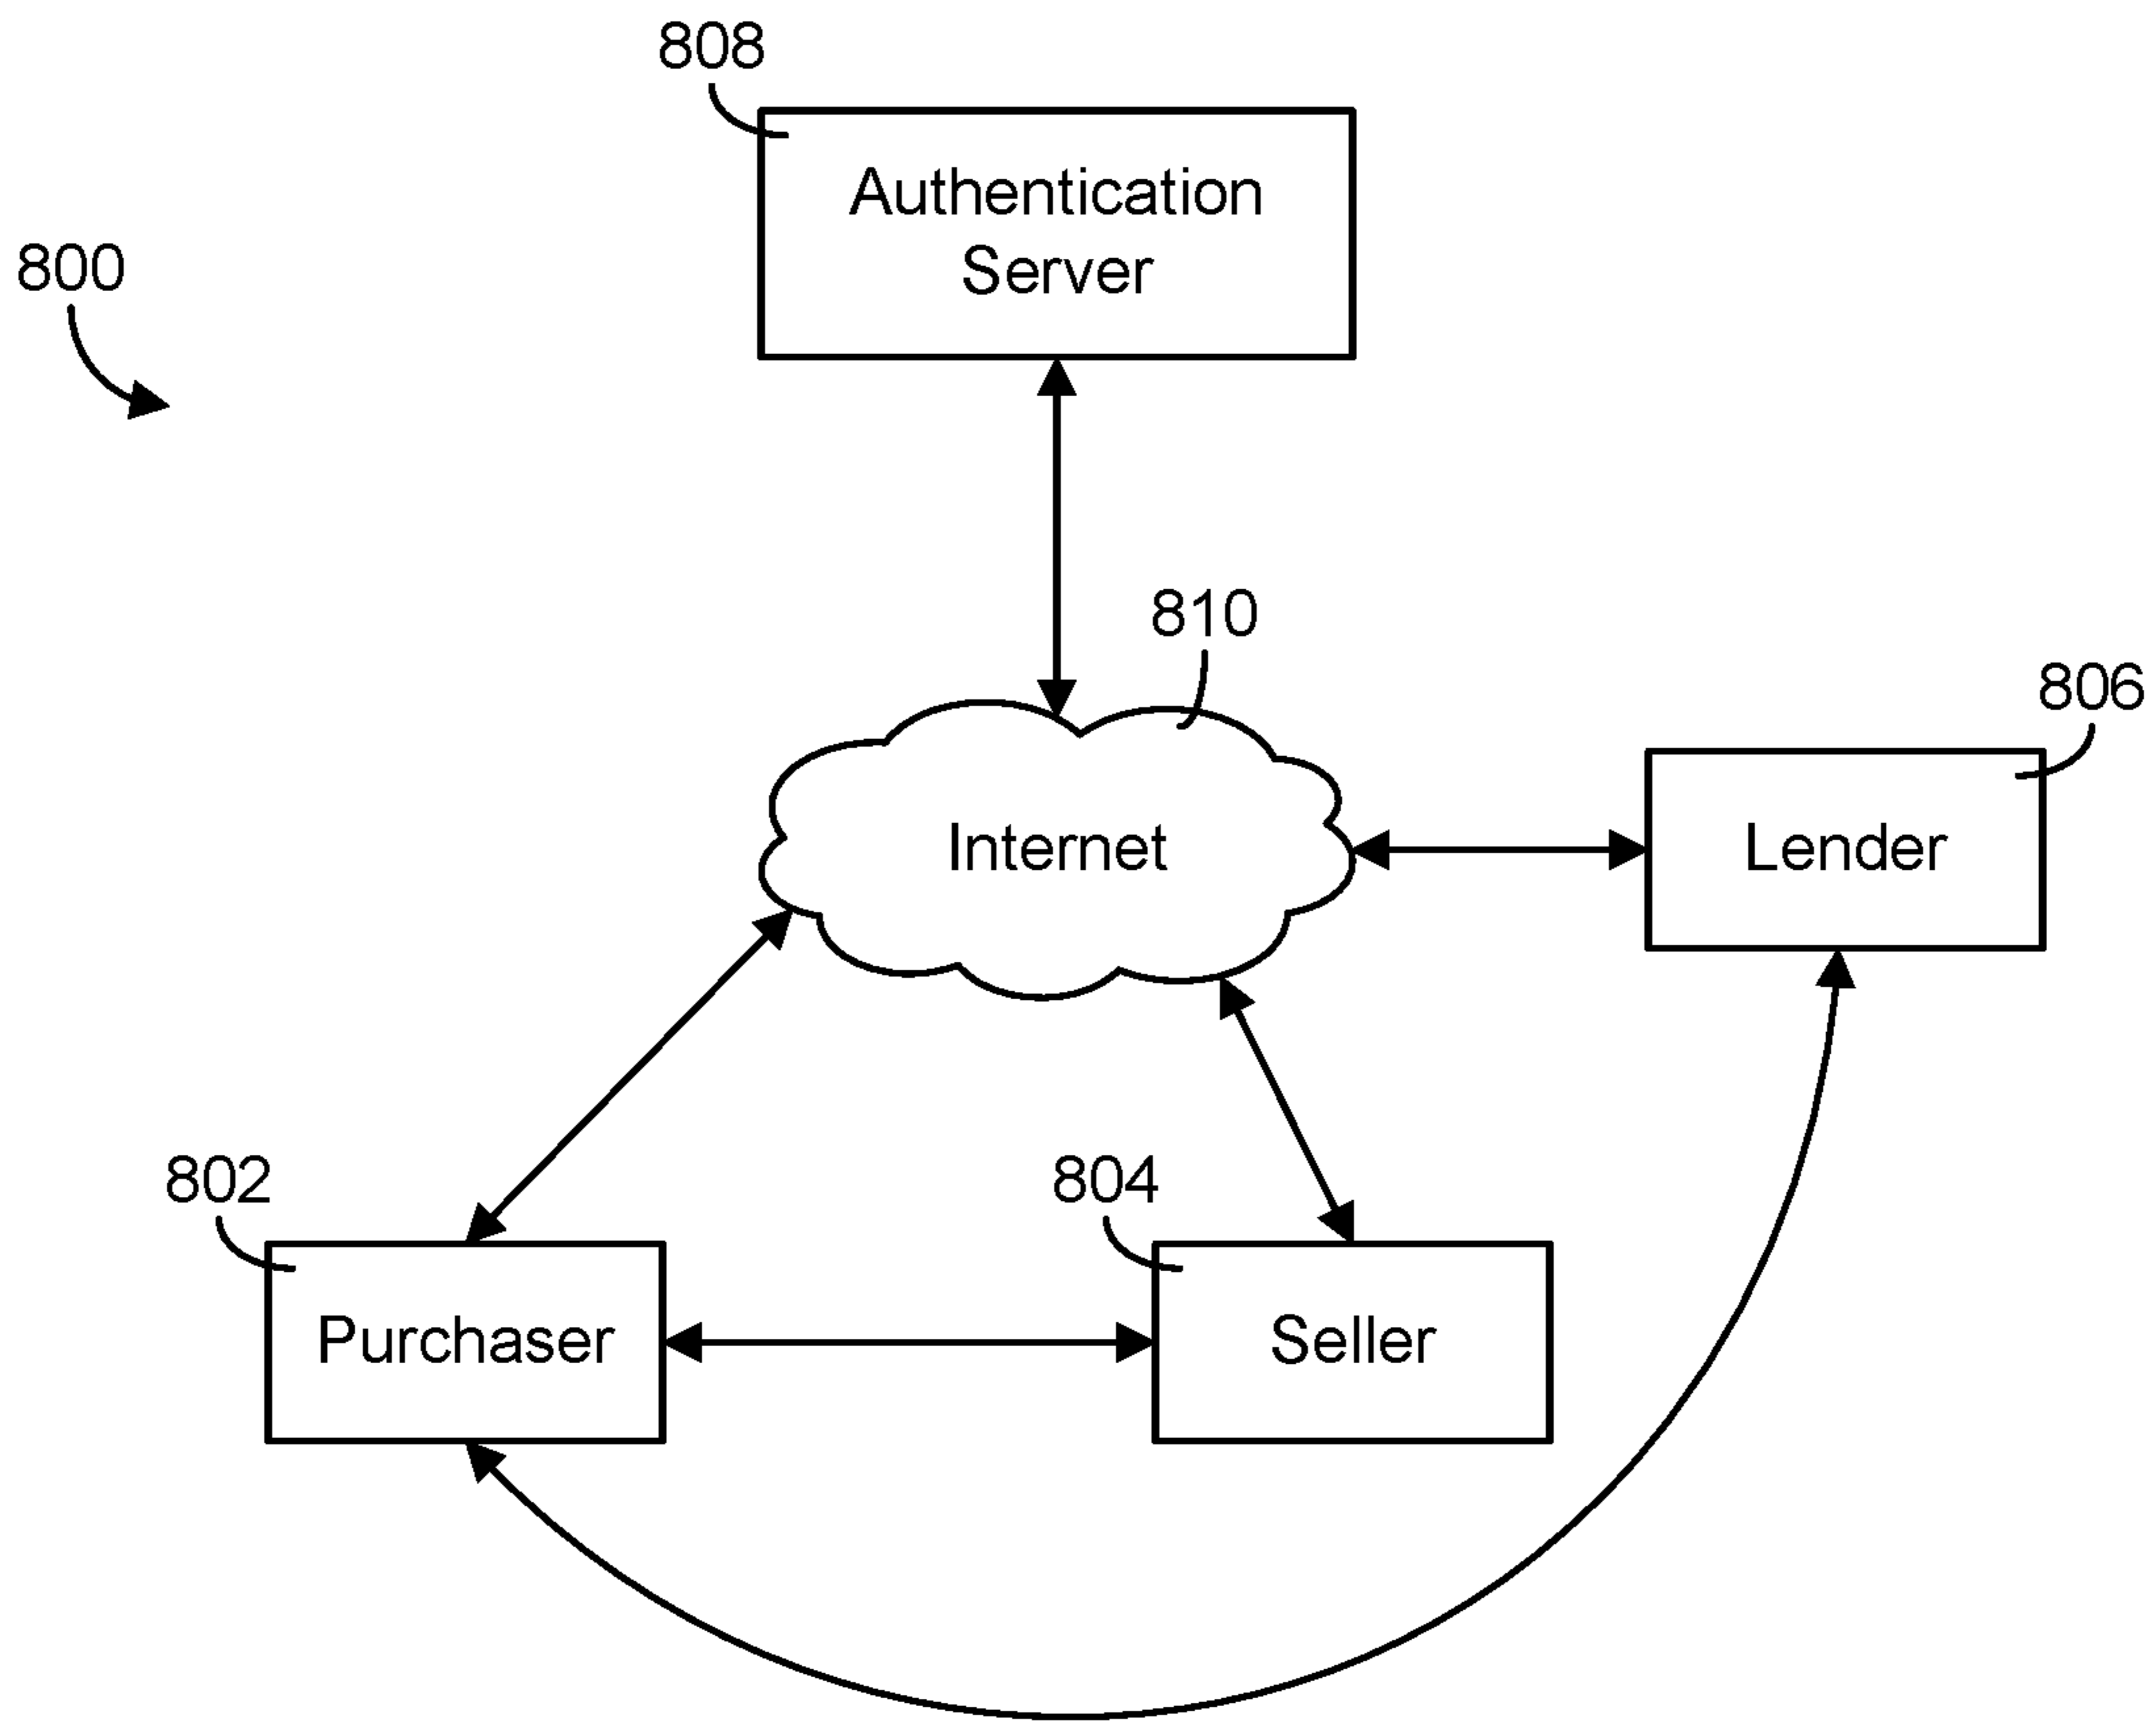 808
Authentication
Server
800
810
806
Internet
Lender
802
804
Purchaser
Seller